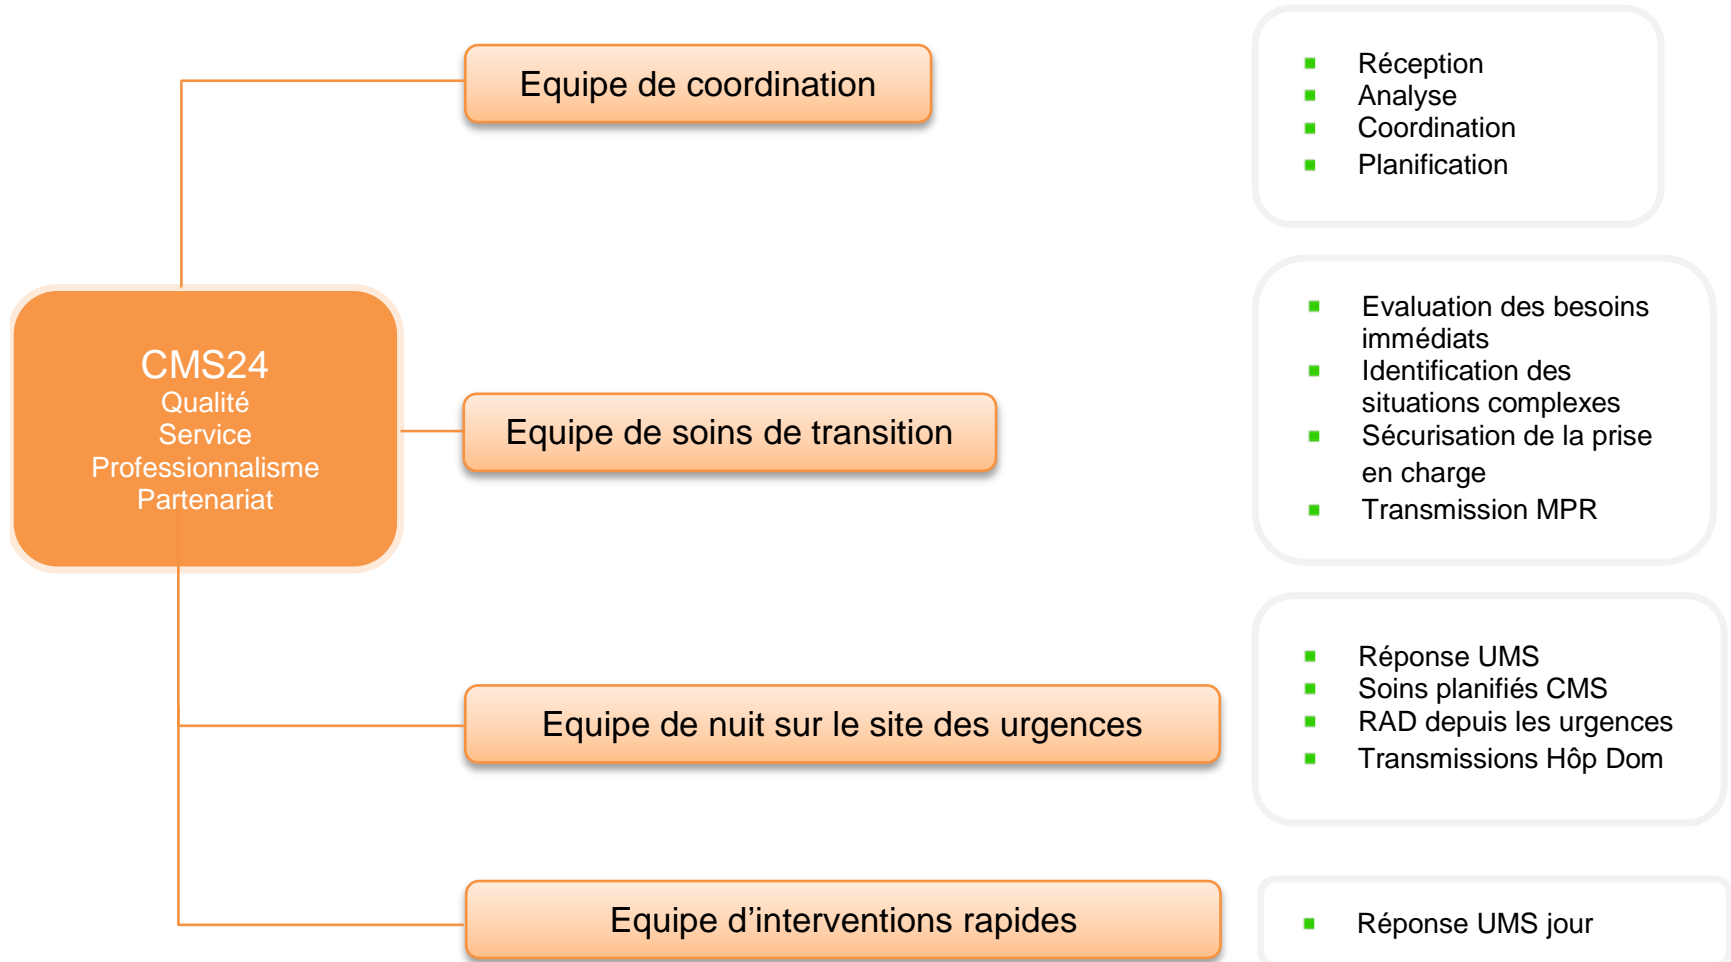 Equipe de coordination
Réception
Analyse
Coordination
Planification
CMS24
Qualité
Service
Professionnalisme
Partenariat
Equipe de soins de transition
Evaluation des besoins
immédiats
Identification des
situations complexes
Sécurisation de la prise
en charge
Transmission MPR
Equipe de nuit sur le site des urgences
Réponse UMS
Soins planifiés CMS
RAD depuis les urgences
Transmissions Hôp Dom
Equipe d’interventions rapides
Réponse UMS jour